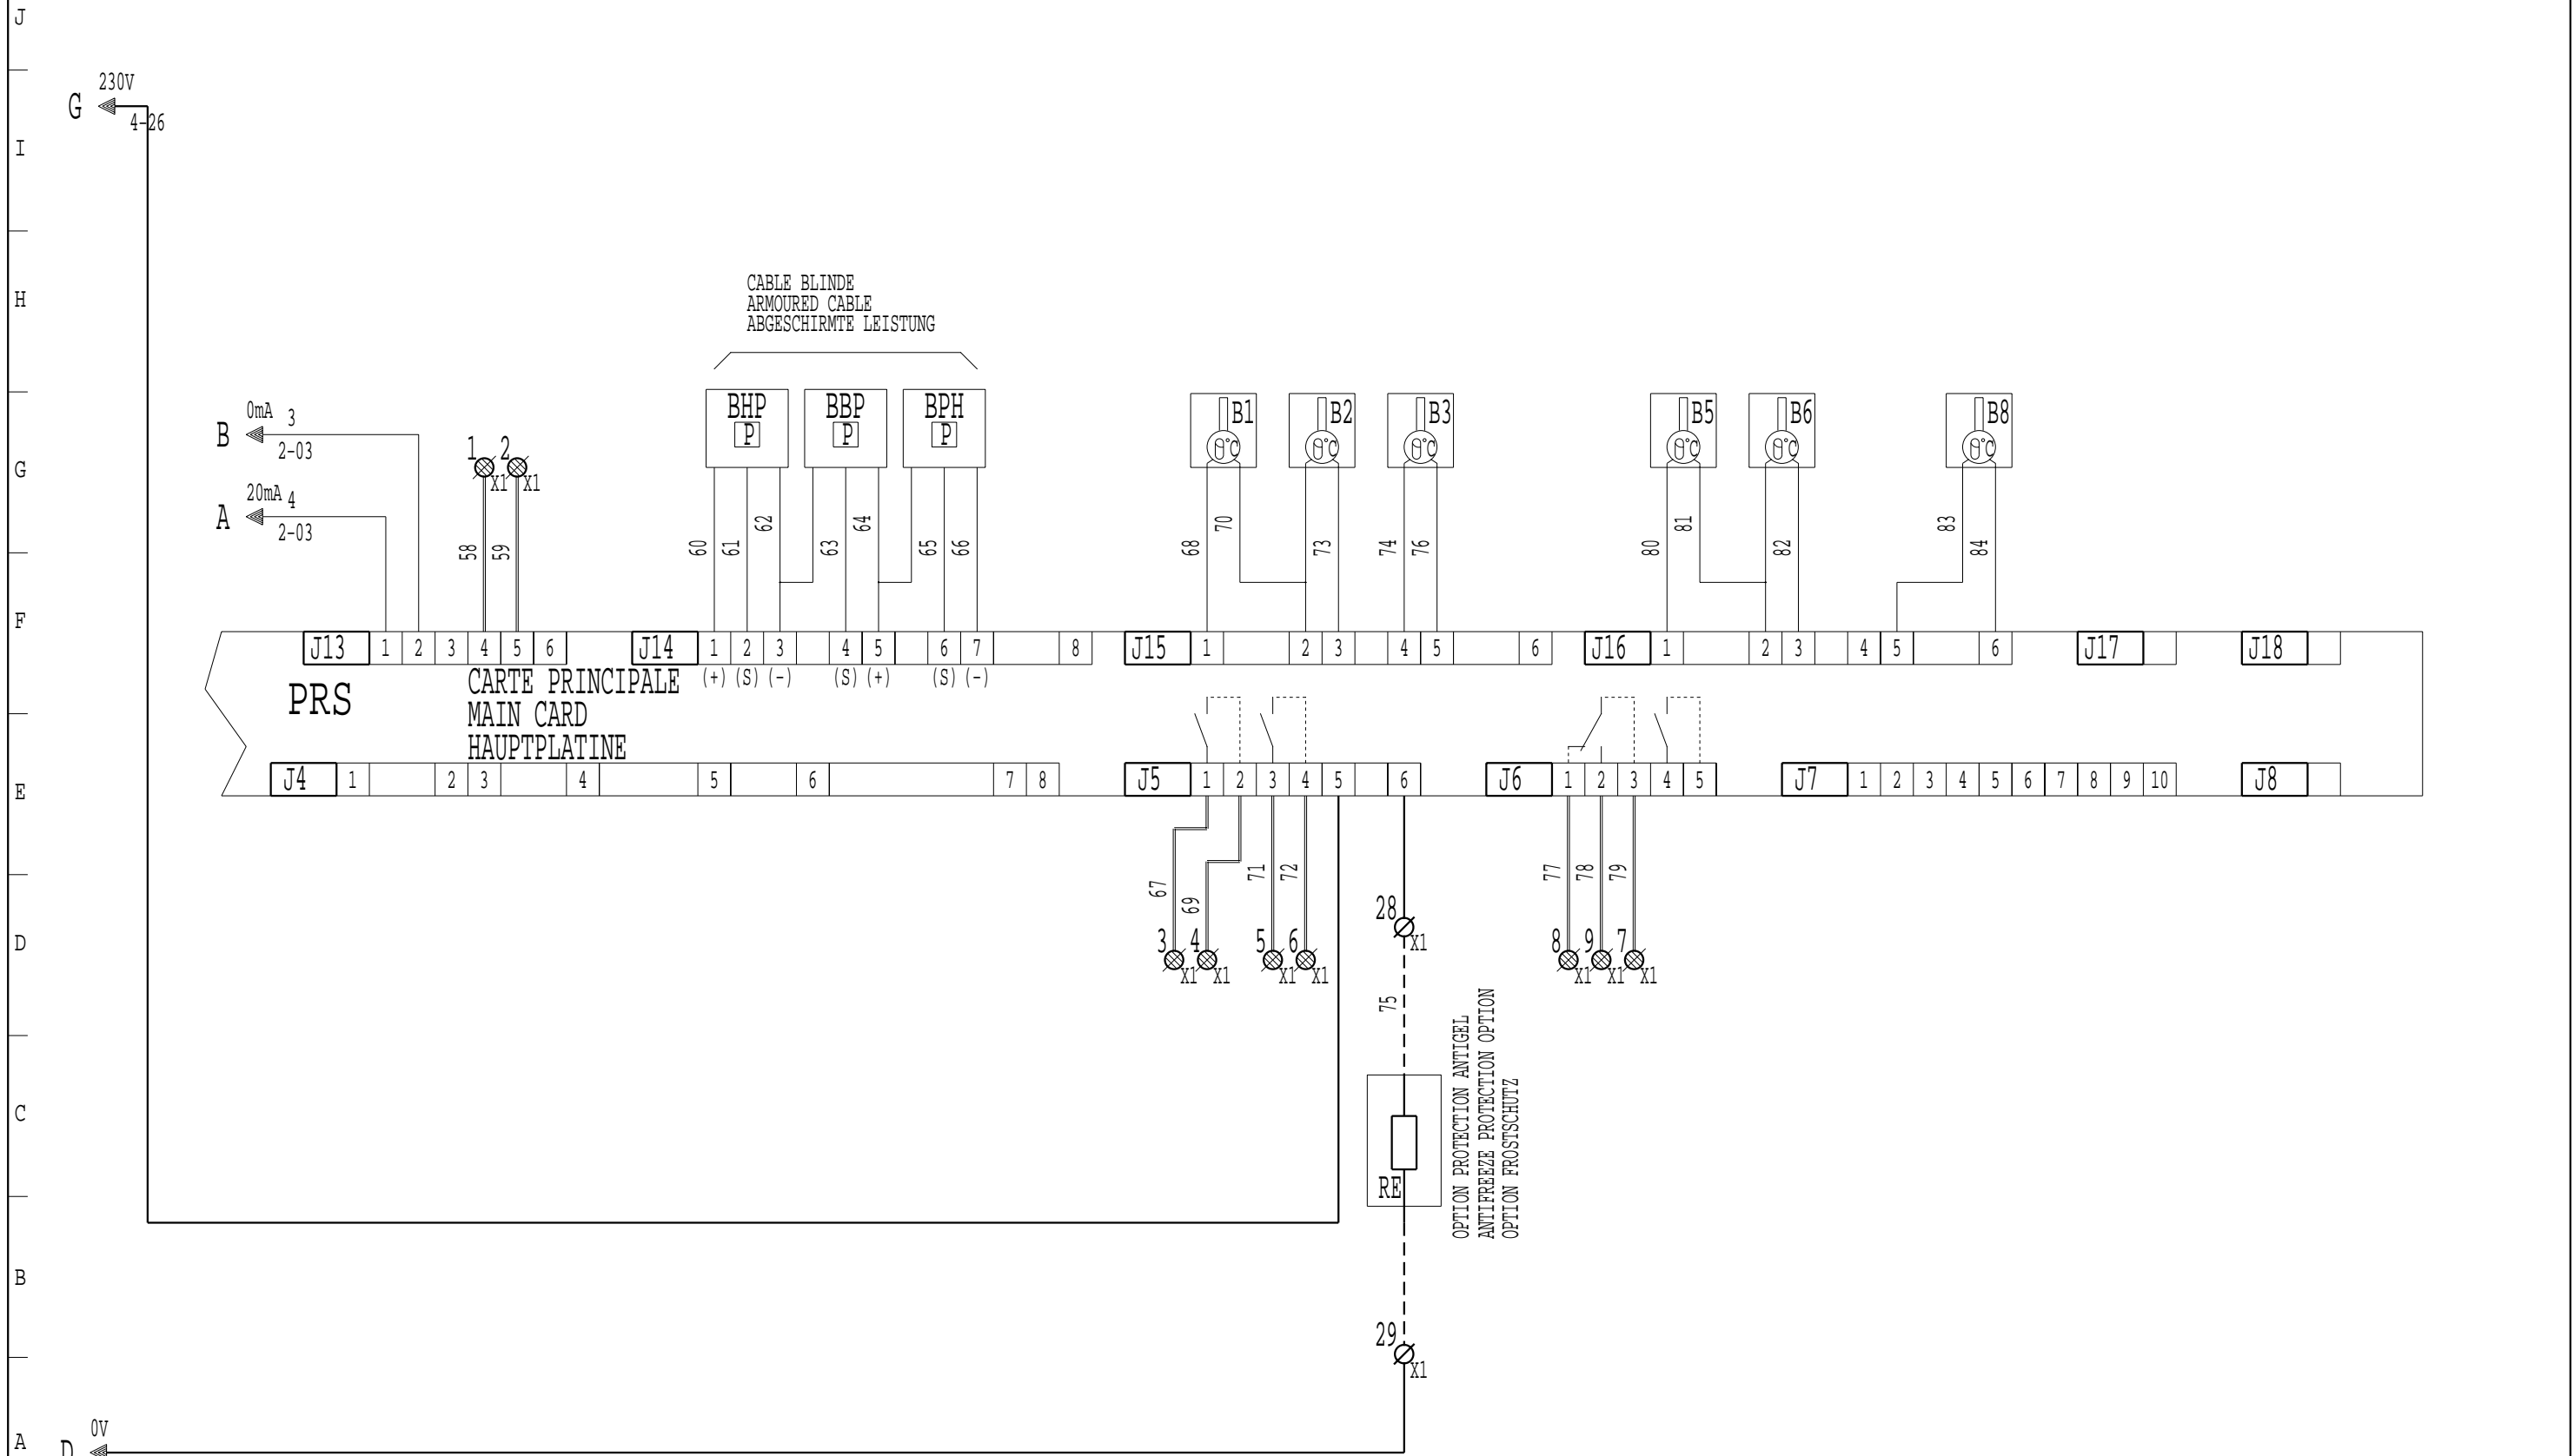 J
230V
G
4-26
I
H
CABLE BLINDE
ARMOURED CABLE
ABGESCHIRMTE LEISTUNG
BHP
BBP
BPH
P
P
P
B1
B2
B3
B5
B6
B8
θ°C
θ°C
θ°C
θ°C
θ°C
θ°C
0mA
3
B
2-03
1
2
X1
X1
G
20mA
4
A
2-03
58
59
60
61
62
63
64
65
66
68
70
73
74
76
80
81
82
83
84
F
J13
1
2
3
4
5
6
J14
1
2
3
4
5
6
7
8
J15
1
2
3
4
5
6
J16
1
2
3
4
5
6
J17
J18
(+)
(S)
(-)
(S)
(+)
(S)
(-)
PRS
CARTE PRINCIPALE
MAIN CARD
HAUPTPLATINE
E
J4
1
2
3
4
5
6
7
8
J5
1
2
3
4
5
6
J6
1
2
3
4
5
J7
1
2
3
4
5
6
7
8
9
10
J8
67
69
71
72
77
78
79
28
X1
D
3
4
5
6
8
9
7
X1
X1
X1
X1
X1
X1
X1
75
OPTION PROTECTION ANTIGEL
ANTIFREEZE PROTECTION OPTION
OPTION FROSTSCHUTZ
C
RE
B
29
X1
0V
A
D